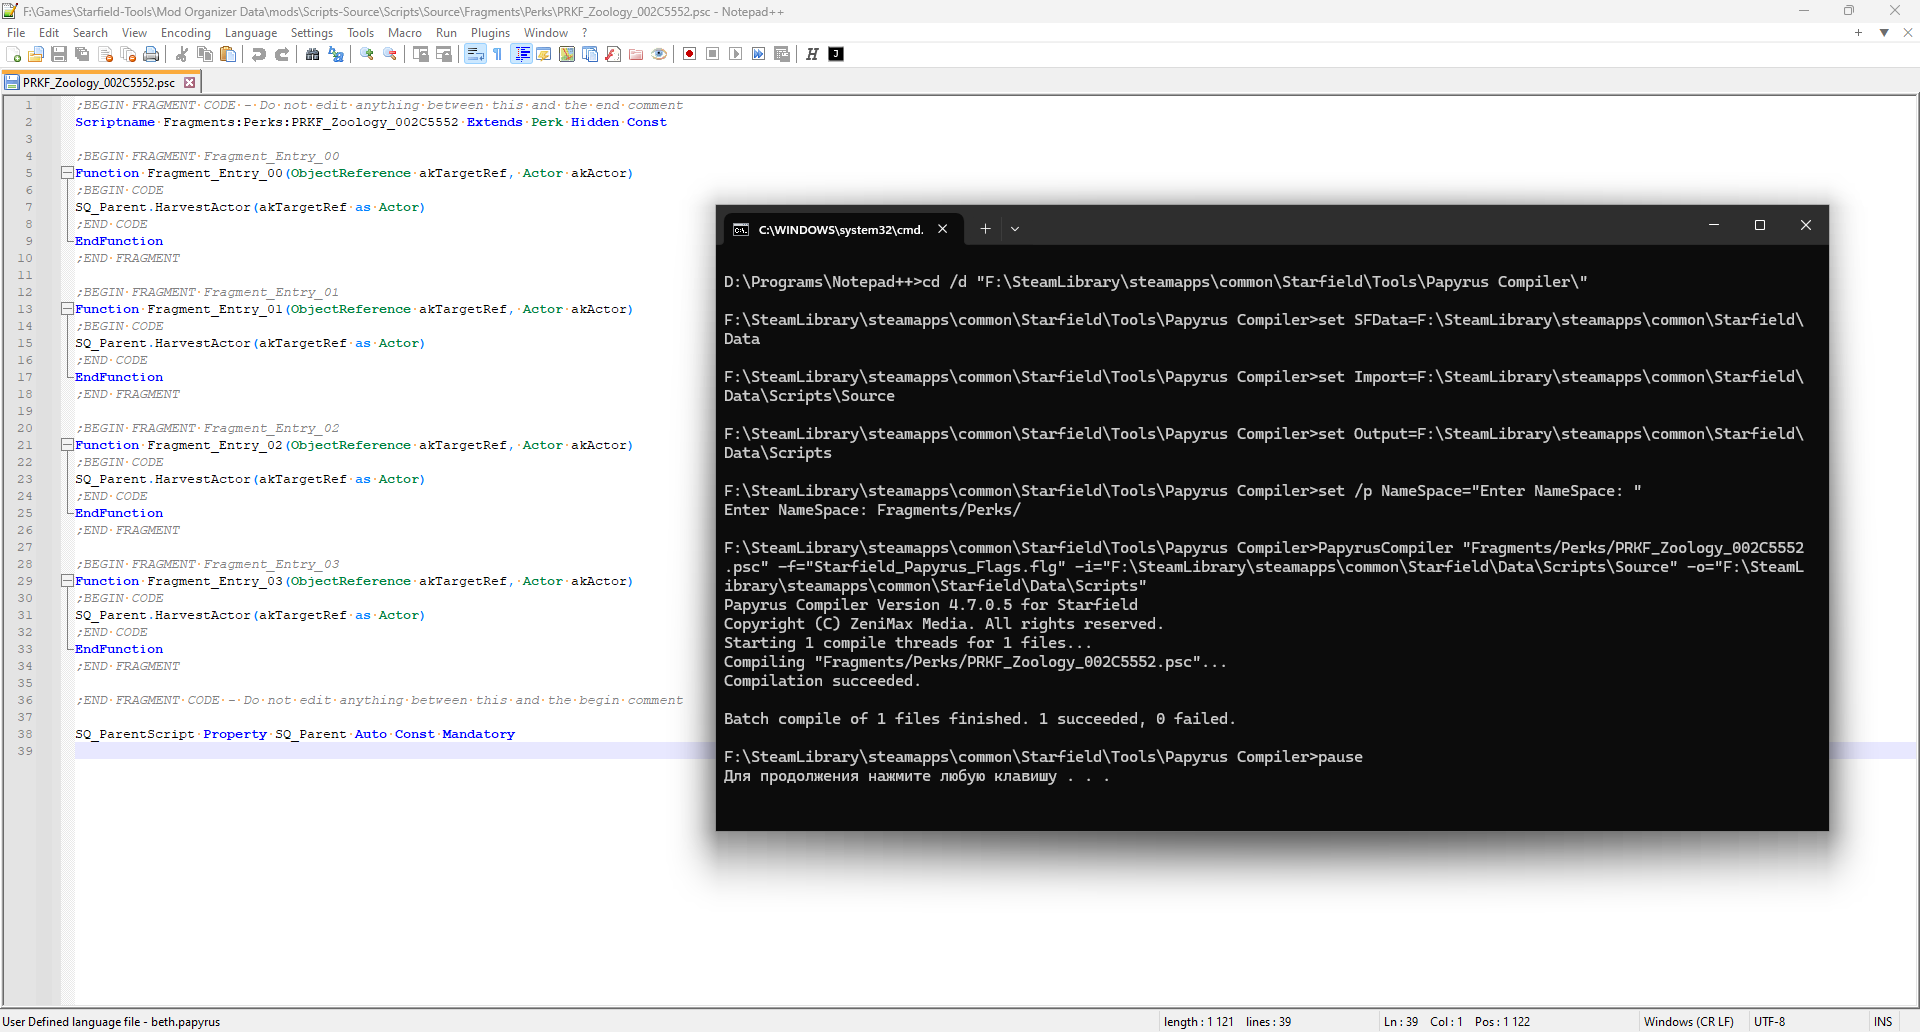 F:\Games\Starfield-Tools\Mod Organizer Data\mods\Scripts-Source\Scripts\Source\Fragments\Perks\PRKF_Zoology_002C5552.psc - Notepad++
File Edit Search View Encoding Language Settings Tools Macro Run Plugins Window ?
PRKF_Zoology_002C5552.psc
1 ;BEGIN FRAGMENT CODE - Do not edit anything between this and the end comment
2 Scriptname Fragments:Perks:PRKF_Zoology_002C5552 Extends Perk Hidden Const
3
4 ;BEGIN FRAGMENT Fragment_Entry_00
5 Function Fragment_Entry_00(ObjectReference akTargetRef, Actor akActor)
6 ;BEGIN CODE
7 SQ_Parent.HarvestActor(akTargetRef as Actor)
8 ;END CODE
9 EndFunction
10 ;END FRAGMENT
11
12 ;BEGIN FRAGMENT Fragment_Entry_01
13 Function Fragment_Entry_01(ObjectReference akTargetRef, Actor akActor)
14 ;BEGIN CODE
15 SQ_Parent.HarvestActor(akTargetRef as Actor)
16 ;END CODE
17 EndFunction
18 ;END FRAGMENT
19
20 ;BEGIN FRAGMENT Fragment_Entry_02
21 Function Fragment_Entry_02(ObjectReference akTargetRef, Actor akActor)
22 ;BEGIN CODE
23 SQ_Parent.HarvestActor(akTargetRef as Actor)
24 ;END CODE
25 EndFunction
26 ;END FRAGMENT
27
28 ;BEGIN FRAGMENT Fragment_Entry_03
29 Function Fragment_Entry_03(ObjectReference akTargetRef, Actor akActor)
30 ;BEGIN CODE
31 SQ_Parent.HarvestActor(akTargetRef as Actor)
32 ;END CODE
33 EndFunction
34 ;END FRAGMENT
35
36 ;END FRAGMENT CODE - Do not edit anything between this and the begin comment
37
38 SQ_ParentScript Property SQ_Parent Auto Const Mandatory
39
C:\WINDOWS\system32\cmd.
D:\Programs\Notepad++>cd /d "F:\SteamLibrary\steamapps\common\Starfield\Tools\Papyrus Compiler\"
F:\SteamLibrary\steamapps\common\Starfield\Tools\Papyrus Compiler>set SFData=F:\SteamLibrary\steamapps\common\Starfield\
Data
F:\SteamLibrary\steamapps\common\Starfield\Tools\Papyrus Compiler>set Import=F:\SteamLibrary\steamapps\common\Starfield\
Data\Scripts\Source
F:\SteamLibrary\steamapps\common\Starfield\Tools\Papyrus Compiler>set Output=F:\SteamLibrary\steamapps\common\Starfield\
Data\Scripts
F:\SteamLibrary\steamapps\common\Starfield\Tools\Papyrus Compiler>set /p NameSpace="Enter NameSpace: "
Enter NameSpace: Fragments/Perks/
F:\SteamLibrary\steamapps\common\Starfield\Tools\Papyrus Compiler>PapyrusCompiler "Fragments/Perks/PRKF_Zoology_002C5552
.psc" -f="Starfield_Papyrus_Flags.flg" -i="F:\SteamLibrary\steamapps\common\Starfield\Data\Scripts\Source" -o="F:\SteamL
ibrary\steamapps\common\Starfield\Data\Scripts"
Papyrus Compiler Version 4.7.0.5 for Starfield
Copyright (C) ZeniMax Media. All rights reserved.
Starting 1 compile threads for 1 files...
Compiling "Fragments/Perks/PRKF_Zoology_002C5552.psc"...
Compilation succeeded.
Batch compile of 1 files finished. 1 succeeded, 0 failed.
F:\SteamLibrary\steamapps\common\Starfield\Tools\Papyrus Compiler>pause
Для продолжения нажмите любую клавишу . . .
User Defined language file - beth.papyrus length : 1 121 lines : 39 Ln : 39 Col : 1 Pos : 1 122 Windows (CR LF) UTF-8 INS